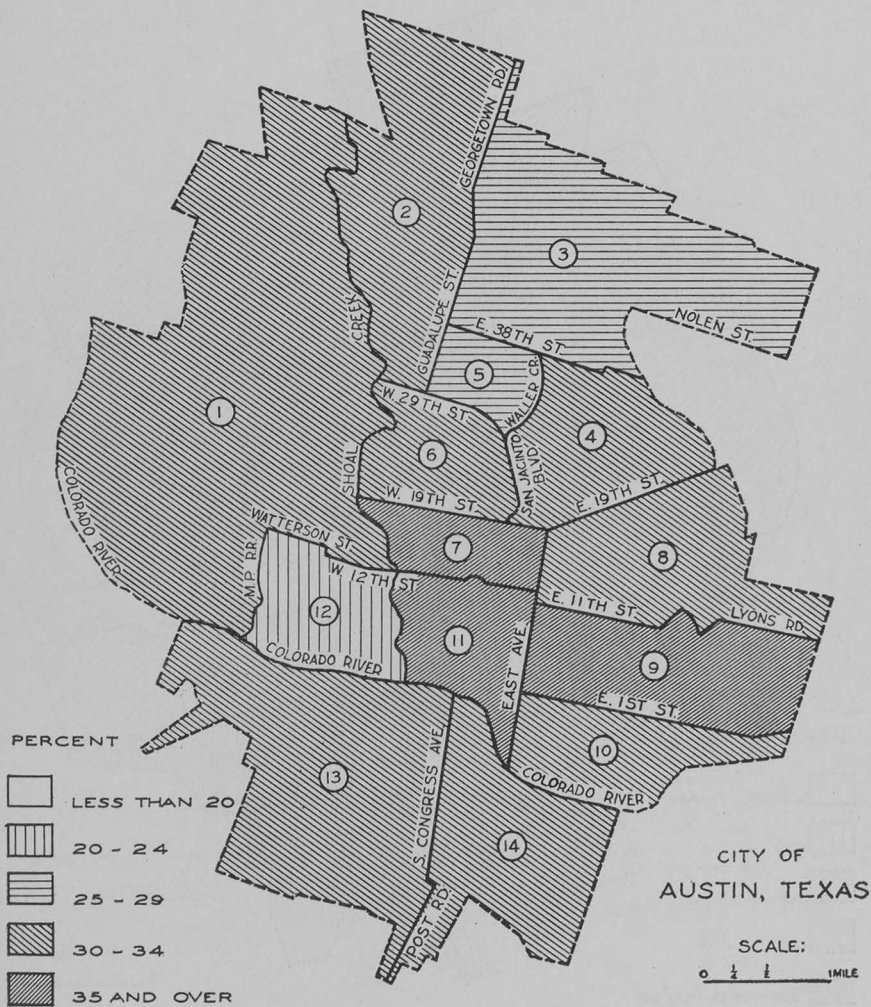 GEORGETOWN RD.
2
3
CREEK
GUADALUPE ST.
NOLEN ST.
E. 38TH ST.
5
WALLER CR.
1
W. 29TH ST.
4
6
SAN JACINTO
BLVD.
COLORADO RIVER
SHOAL
W. 19TH ST.
E. 19TH ST.
WATTERSON ST.
7
8
M.P. R.R.
W. 12TH ST.
E. 11TH ST.
LYONS RD.
12
11
EAST AVE.
9
COLORADO RIVER
E. 1ST ST.
10
13
S. CONGRESS AVE.
COLORADO RIVER
14
POST RD.
PERCENT
LESS THAN 20
20 - 24
25 - 29
30 - 34
35 AND OVER
CITY OF
AUSTIN, TEXAS
SCALE:
0 ¼ ½ 1 MILE